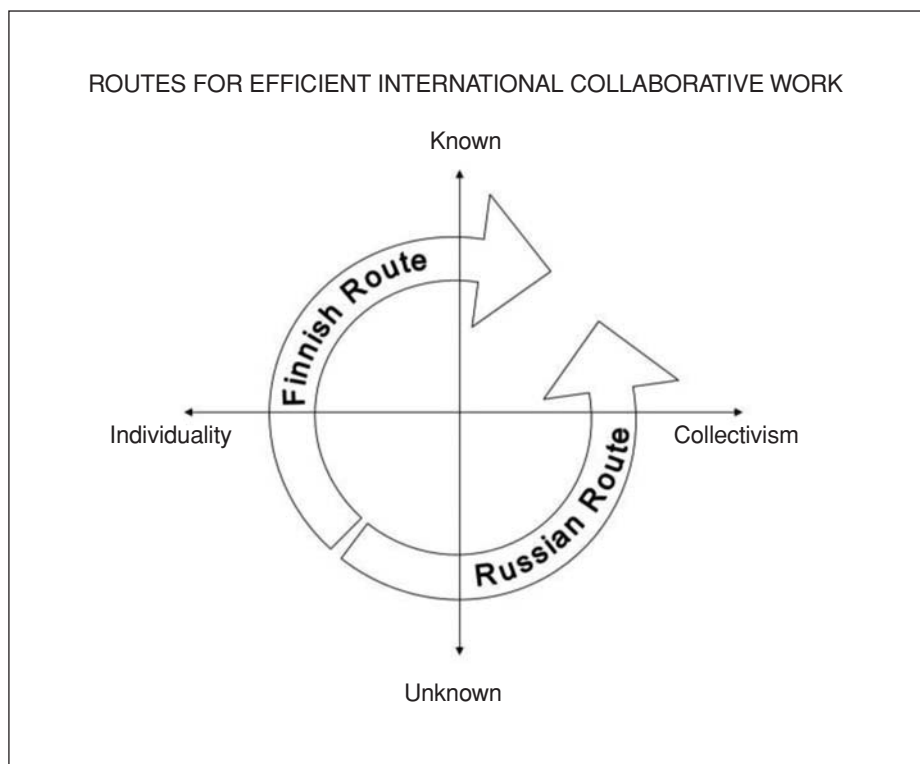 ROUTES FOR EFFICIENT INTERNATIONAL COLLABORATIVE WORK
Known
Finnish Route
Individuality
Collectivism
Russian Route
Unknown